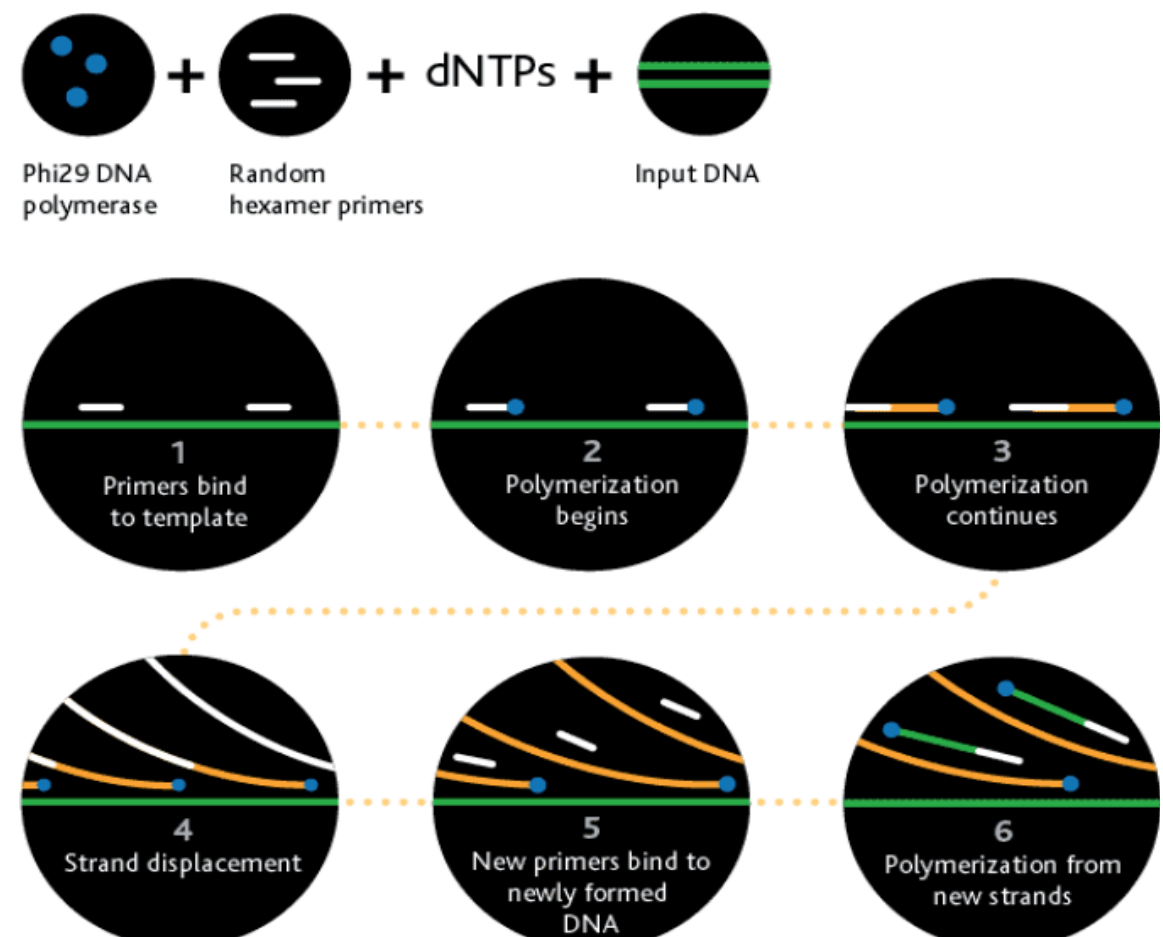 + + dNTPs +
Phi29 DNA
polymerase
Random
hexamer primers
Input DNA
1
Primers bind
to template
2
Polymerization
begins
3
Polymerization
continues
4
Strand displacement
5
New primers bind to
newly formed
DNA
6
Polymerization from
new strands